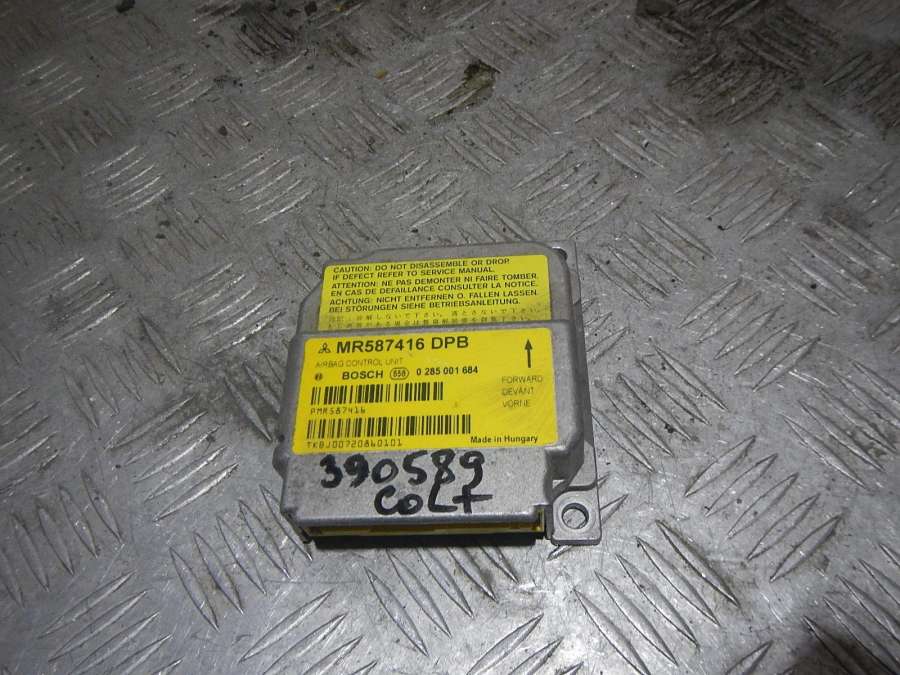 CAUTION: DO NOT DISASSEMBLE OR DROP.
IF DEFECT REFER TO SERVICE MANUAL.
ATTENTION: NE PAS DEMONTER NI FAIRE TOMBER.
EN CAS DE DEFAILLANCE CONSULTER LA NOTICE.
ACHTUNG: NICHT ENTFERNEN O. FALLEN LASSEN.
BEI STÖRUNGEN SIEHE BETRIEBSANLEITUNG.
MR587416 DPB
AIRBAG CONTROL UNIT
BOSCH 658 0 285 001 684
FORWARD
DEVANT
VORNE
PMR587416
TKBJ00720860101
Made in Hungary
390589
COLT